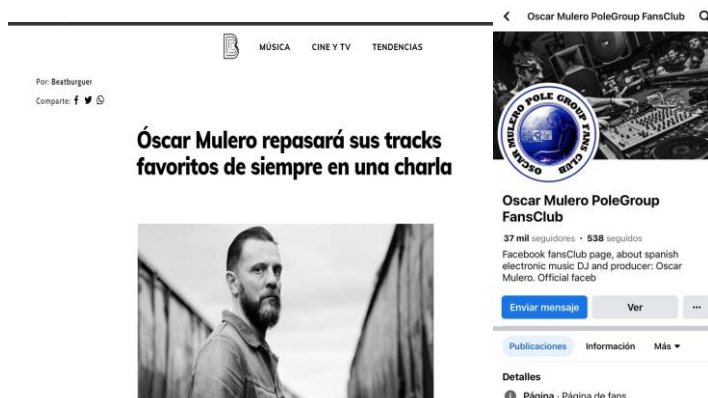 MÚSICA CINE Y TV TENDENCIAS
Por: Beatburguer
Comparte:
Óscar Mulero repasará sus tracks
favoritos de siempre en una charla
Oscar Mulero PoleGroup FansClub
OSCAR MULERO POLE GROUP FANS CLUB
Oscar Mulero PoleGroup
FansClub
37 mil seguidores • 538 seguidos
Facebook fansClub page, about spanish
electronic music DJ and producer: Oscar
Mulero. Official faceb
Enviar mensaje Ver ...
Publicaciones Información Más
Detalles
Página · Página de fans